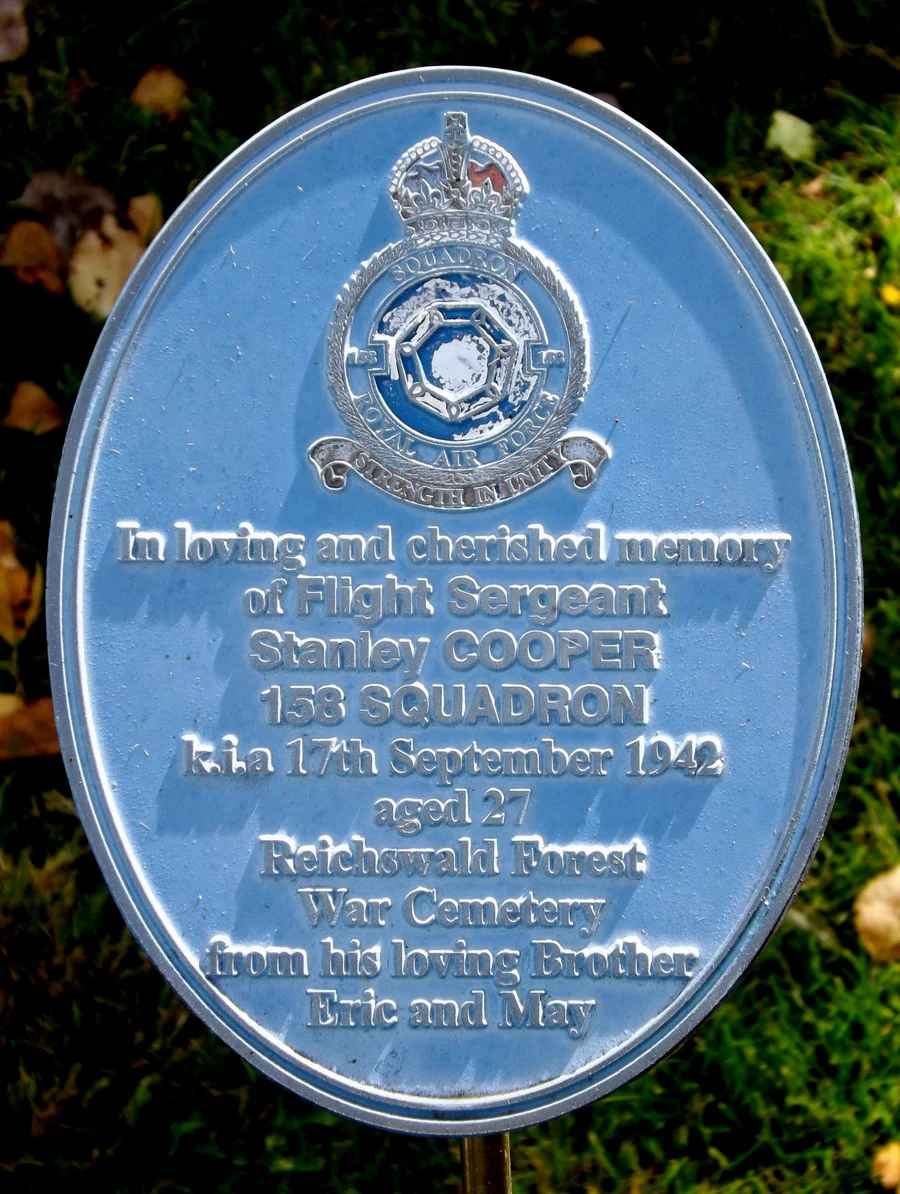 SQUADRON
158 158
ROYAL AIR FORCE
STRENGTH IN UNITY
In loving and cherished memory
of Flight Sergeant
Stanley COOPER
158 SQUADRON
k.i.a 17th September 1942
aged 27
Reichswald Forest
War Cemetery
from his loving Brother
Eric and May